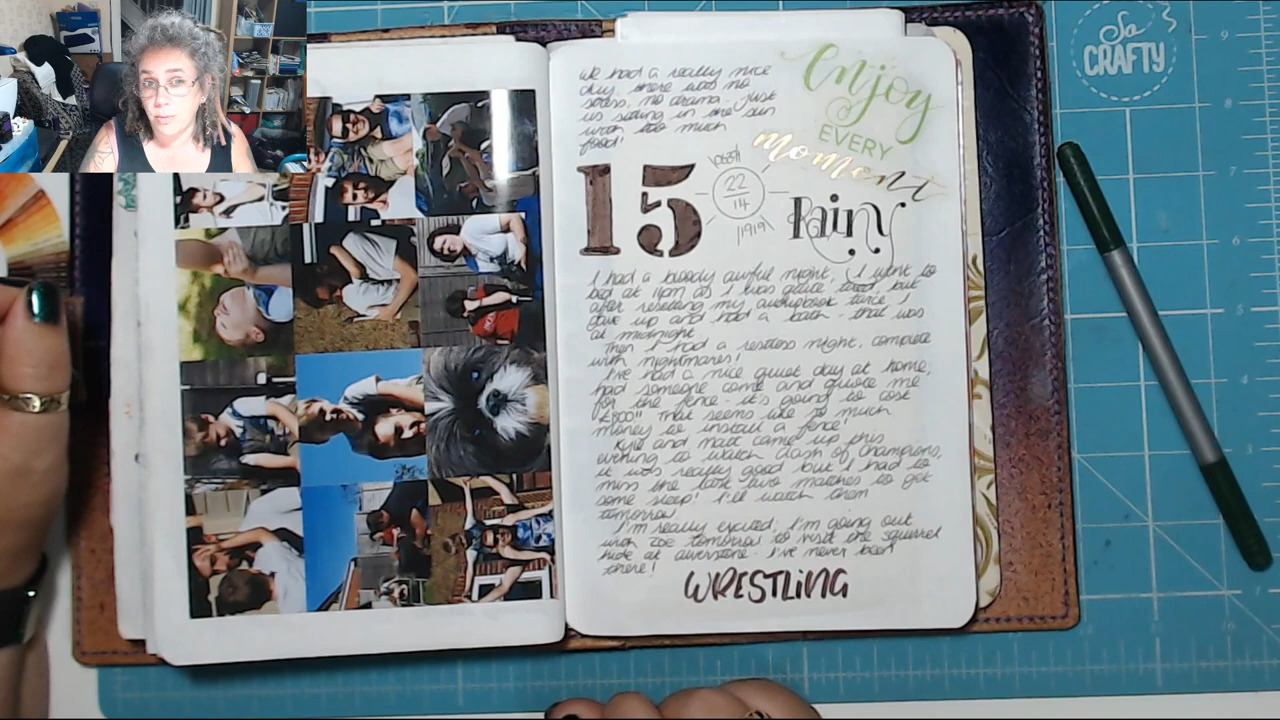 So
CRAFTY
We had a really nice
day, there was no
stress, no drama, just
us sitting in the sun
with too much
food!
Enjoy
EVERY
moment
15
22
14
1919
Rainy
I had a bloody awful night, I went to
bed at 11pm as I was quite tired, but
after resetting my audiobook twice I
gave up and had a bath - that was
at midnight.
Then I had a restless night, complete
with nightmares!
I've had a nice quiet day at home,
had someone come and quote me
for the fence - it's going to cost
£800!! That seems like so much
money to install a fence!
Kyle and Matt came up this
evening to watch Clash of Champions,
it was really good but I had to
miss the last two matches to get
some sleep! I'll watch them
tomorrow.
I'm really excited, I'm going out
with Zoe tomorrow to visit the squirrel
hide at Alverstone. I've never been
there!
WRESTLING